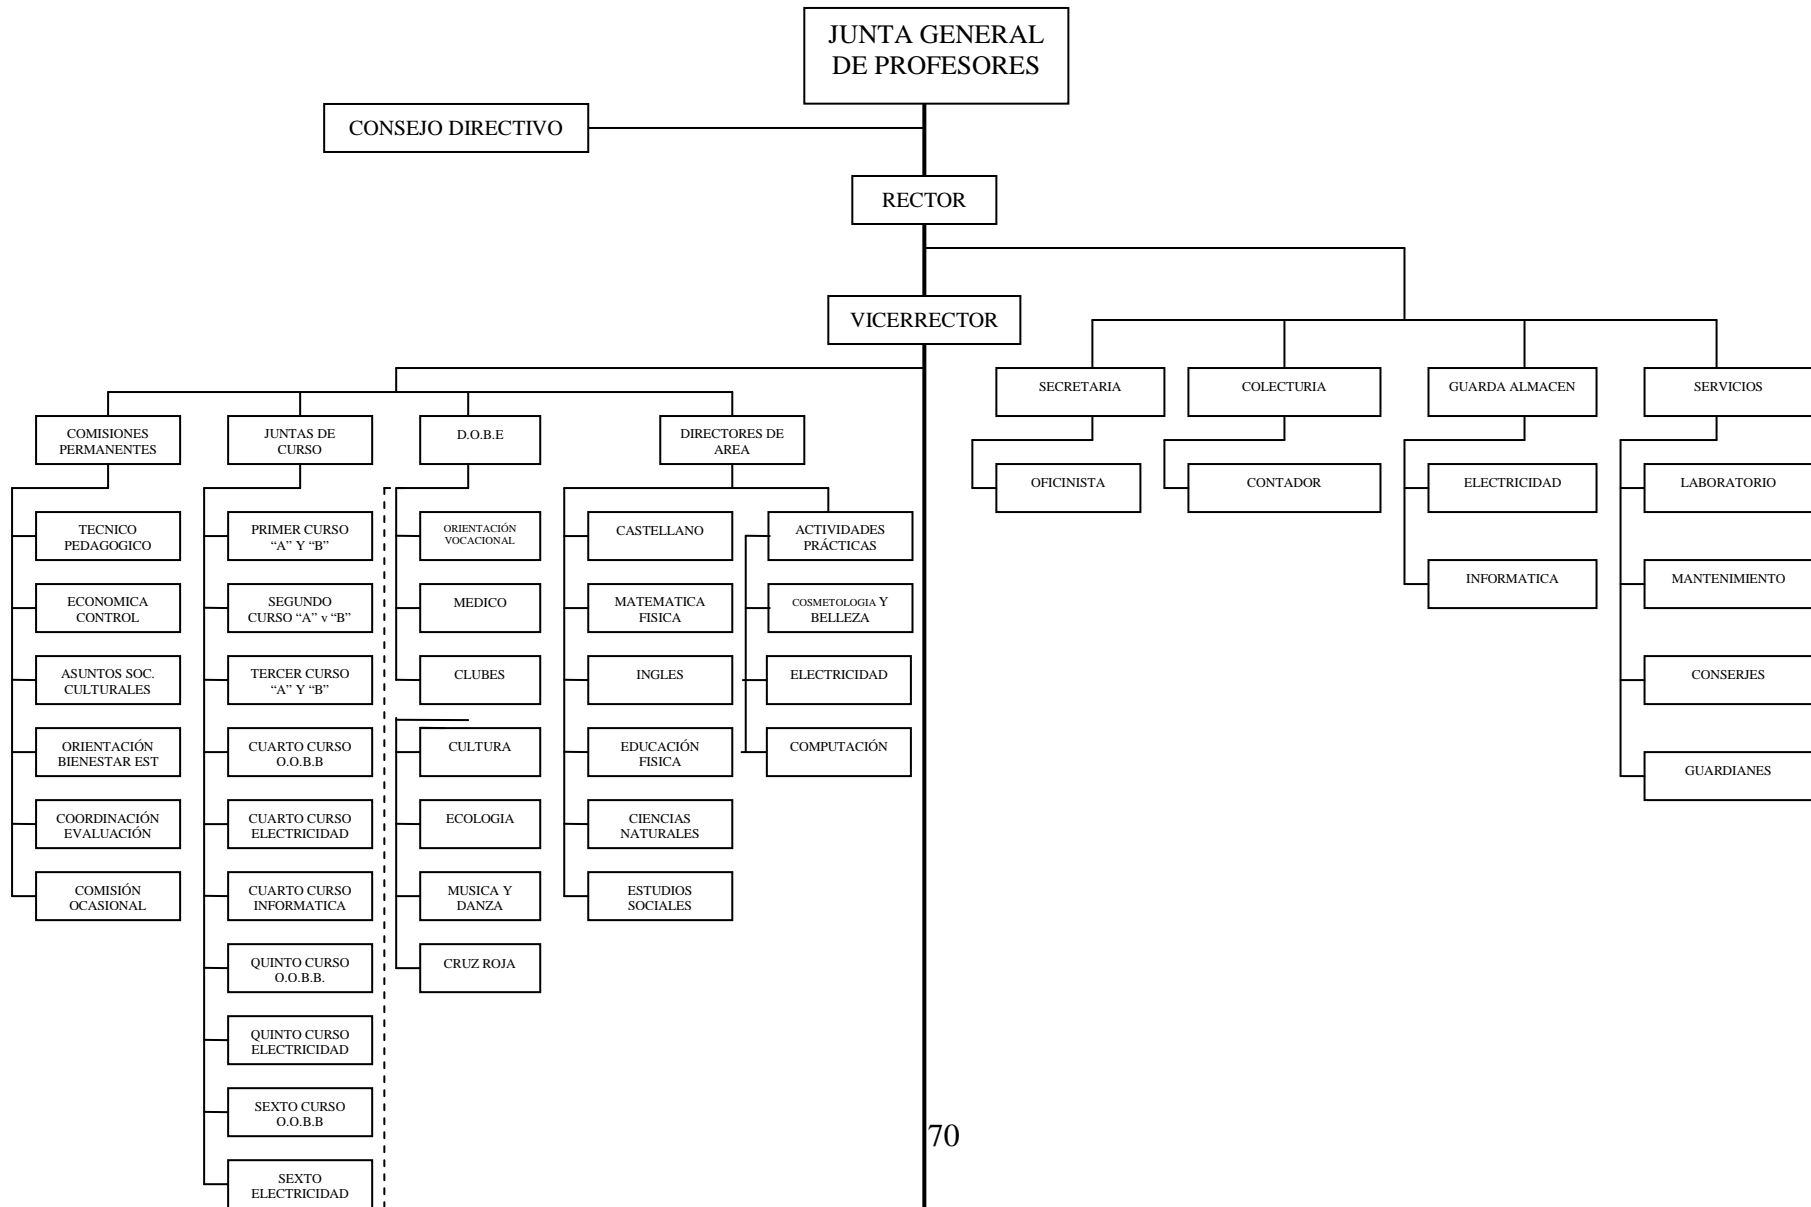 JUNTA GENERAL
DE PROFESORES
CONSEJO DIRECTIVO
RECTOR
VICERRECTOR
SECRETARIA
COLECTURIA
GUARDA ALMACEN
SERVICIOS
OFICINISTA
CONTADOR
ELECTRICIDAD
INFORMATICA
LABORATORIO
MANTENIMIENTO
CONSERJES
GUARDIANES
COMISIONES
PERMANENTES
TECNICO
PEDAGOGICO
ECONOMICA
CONTROL
ASUNTOS SOC.
CULTURALES
ORIENTACIÓN
BIENESTAR EST
COORDINACIÓN
EVALUACIÓN
COMISIÓN
OCASIONAL
JUNTAS DE
CURSO
PRIMER CURSO
“A” Y “B”
SEGUNDO
CURSO “A” v “B”
TERCER CURSO
“A” Y “B”
CUARTO CURSO
O.O.B.B
CUARTO CURSO
ELECTRICIDAD
CUARTO CURSO
INFORMATICA
QUINTO CURSO
O.O.B.B.
QUINTO CURSO
ELECTRICIDAD
SEXTO CURSO
O.O.B.B
SEXTO
ELECTRICIDAD
D.O.B.E
ORIENTACIÓN
VOCACIONAL
MEDICO
CLUBES
CULTURA
ECOLOGIA
MUSICA Y
DANZA
CRUZ ROJA
DIRECTORES DE
AREA
CASTELLANO
MATEMATICA
FISICA
INGLES
EDUCACIÓN
FISICA
CIENCIAS
NATURALES
ESTUDIOS
SOCIALES
ACTIVIDADES
PRÁCTICAS
COSMETOLOGIA Y
BELLEZA
ELECTRICIDAD
COMPUTACIÓN
70